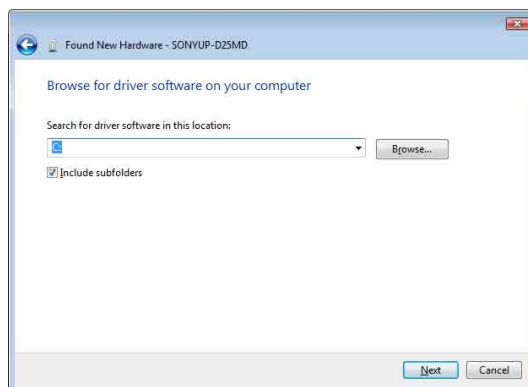 Found New Hardware - SONYUP-D25MD
Browse for driver software on your computer
Search for driver software in this location:
C:
Browse...
Include subfolders
Next
Cancel